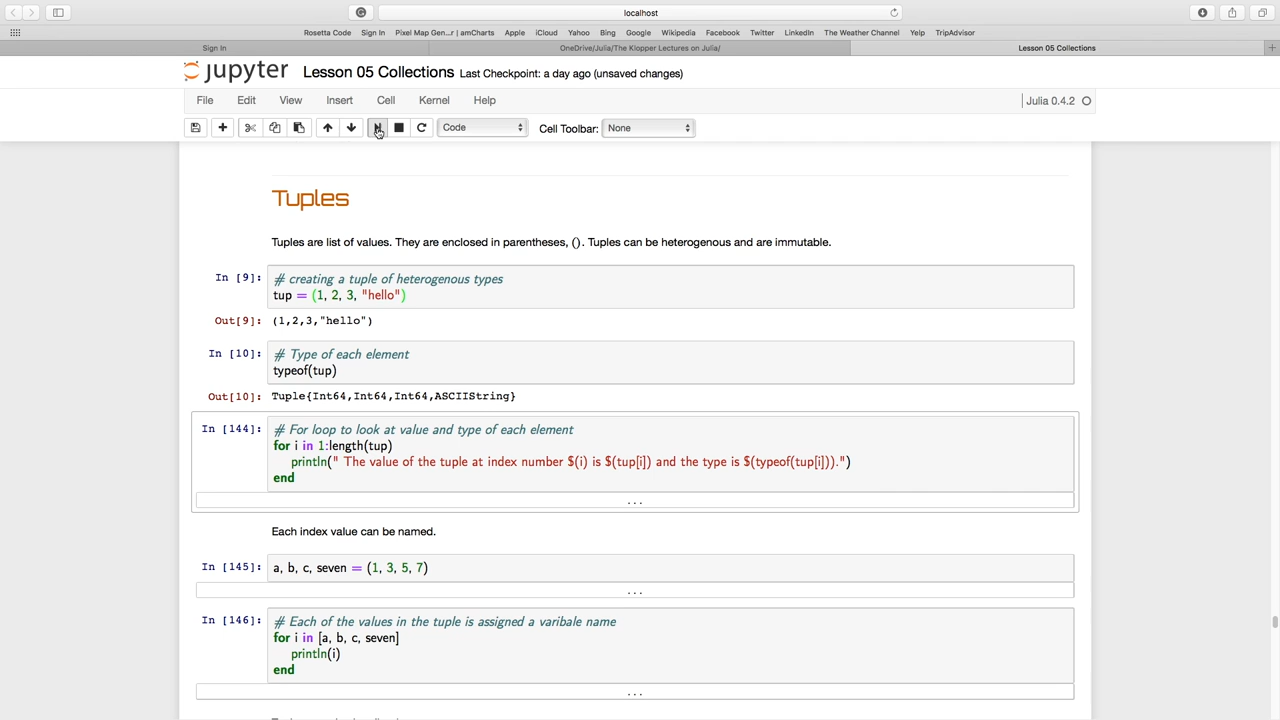 localhost
Rosetta Code Sign In Pixel Map Gen...r | amCharts Apple iCloud Yahoo Bing Google Wikipedia Facebook Twitter LinkedIn The Weather Channel Yelp TripAdvisor
Sign In OneDrive/Julia/The Klopper Lectures on Julia/ Lesson 05 Collections
jupyter Lesson 05 Collections Last Checkpoint: a day ago (unsaved changes)
File Edit View Insert Cell Kernel Help Julia 0.4.2
Code Cell Toolbar: None
Tuples
Tuples are list of values. They are enclosed in parentheses, (). Tuples can be heterogenous and are immutable.
In [9]: # creating a tuple of heterogenous types
tup = (1, 2, 3, "hello")
Out[9]: (1,2,3,"hello")
In [10]: # Type of each element
typeof(tup)
Out[10]: Tuple{Int64,Int64,Int64,ASCIIString}
In [144]: # For loop to look at value and type of each element
for i in 1:length(tup)
println(" The value of the tuple at index number $(i) is $(tup[i]) and the type is $(typeof(tup[i])).")
end
...
Each index value can be named.
In [145]: a, b, c, seven = (1, 3, 5, 7)
...
In [146]: # Each of the values in the tuple is assigned a varibale name
for i in [a, b, c, seven]
println(i)
end
...